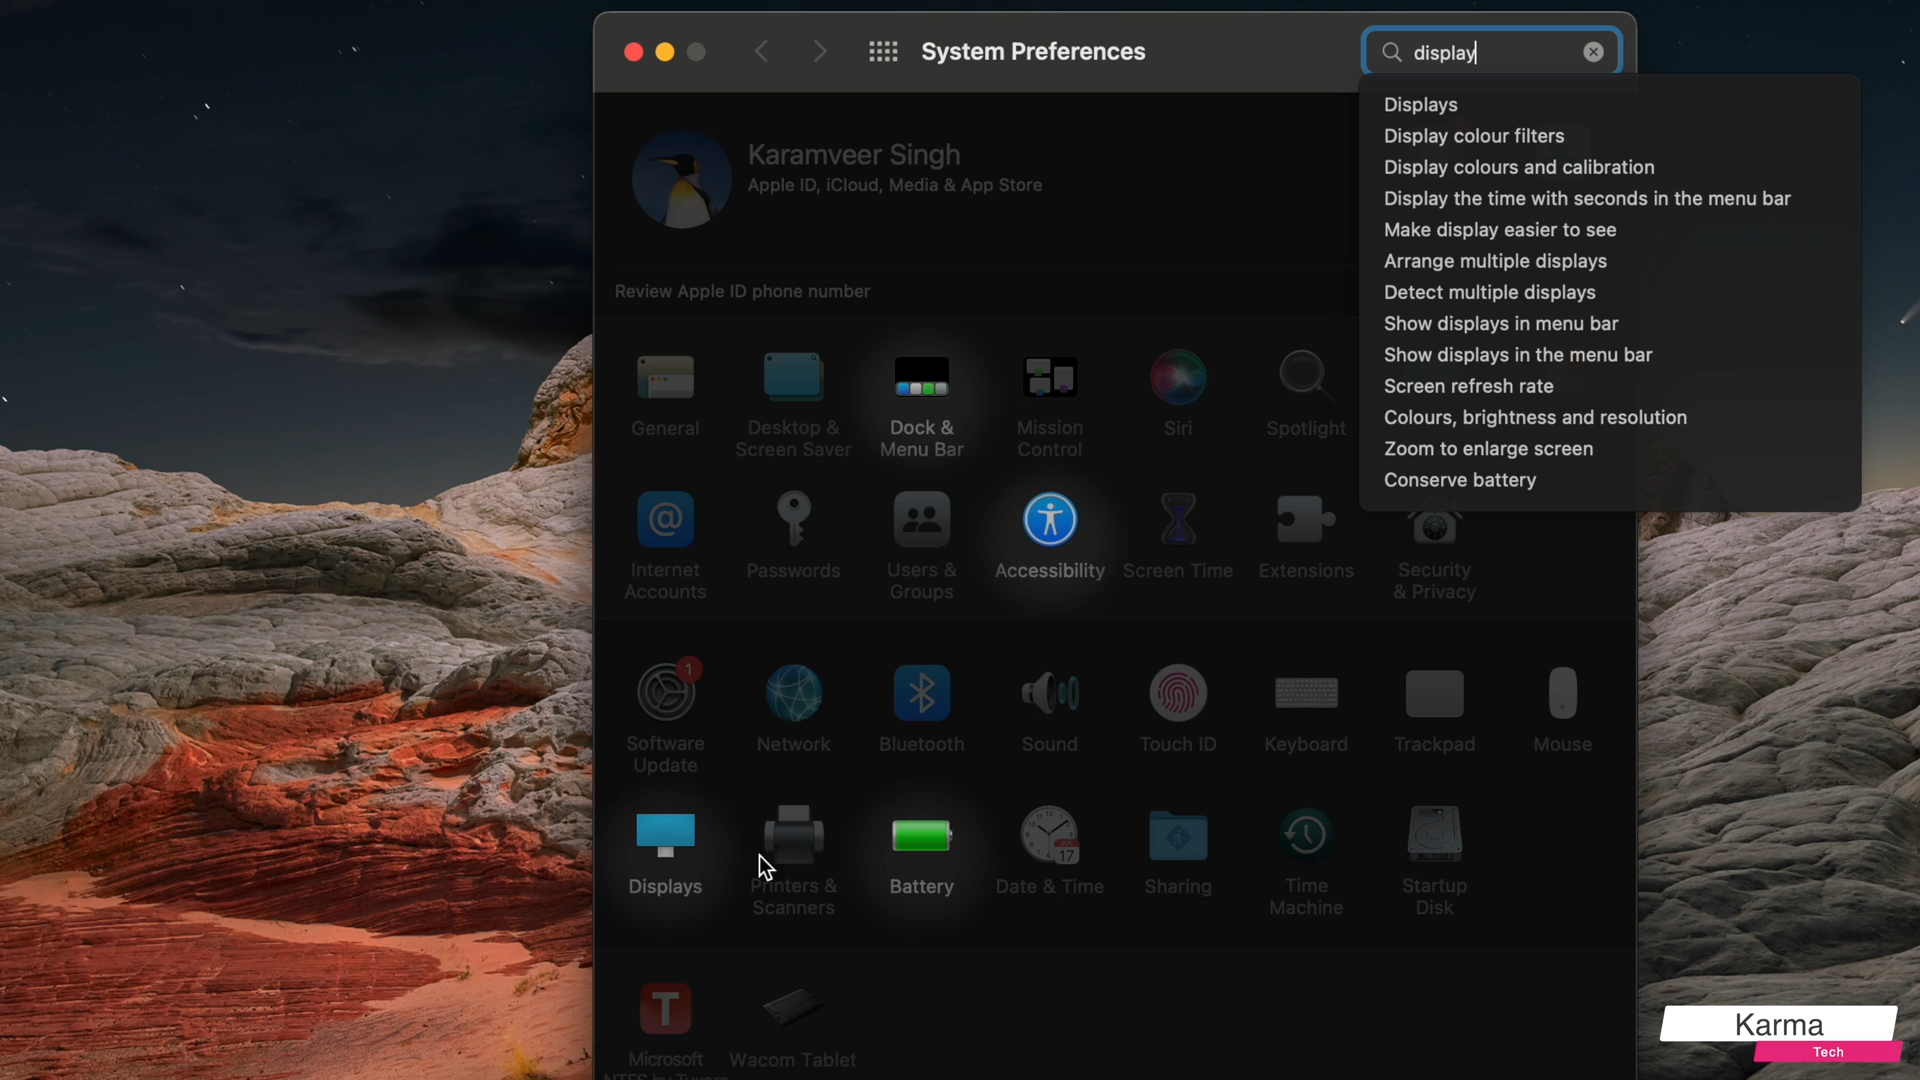 System Preferences
display
Displays
Display colour filters
Display colours and calibration
Display the time with seconds in the menu bar
Make display easier to see
Arrange multiple displays
Detect multiple displays
Show displays in menu bar
Show displays in the menu bar
Screen refresh rate
Colours, brightness and resolution
Zoom to enlarge screen
Conserve battery
Karamveer Singh
Apple ID, iCloud, Media & App Store
Review Apple ID phone number
General
Desktop &
Screen Saver
Dock &
Menu Bar
Mission
Control
Siri
Spotlight
Internet
Accounts
Passwords
Users &
Groups
Accessibility
Screen Time
Extensions
Security
& Privacy
1
Software
Update
Network
Bluetooth
Sound
Touch ID
Keyboard
Trackpad
Mouse
Displays
Printers &
Scanners
Battery
JUL
17
Date & Time
Sharing
Time
Machine
Startup
Disk
T
Microsoft
Wacom Tablet
Karma
Tech